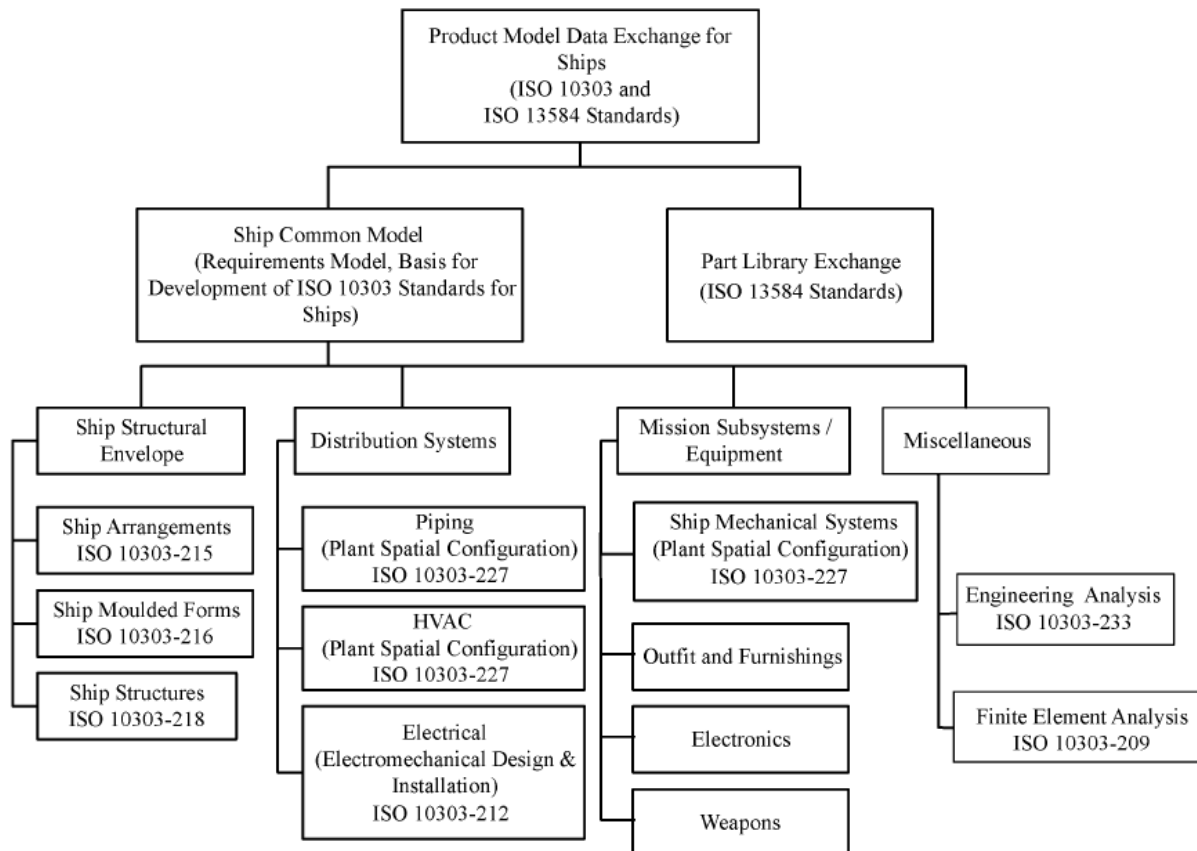 Product Model Data Exchange for
Ships
(ISO 10303 and
ISO 13584 Standards)
Ship Common Model
(Requirements Model, Basis for
Development of ISO 10303 Standards for
Ships)
Part Library Exchange
(ISO 13584 Standards)
Ship Structural
Envelope
Distribution Systems
Mission Subsystems /
Equipment
Miscellaneous
Ship Arrangements
ISO 10303-215
Ship Moulded Forms
ISO 10303-216
Ship Structures
ISO 10303-218
Piping
(Plant Spatial Configuration)
ISO 10303-227
HVAC
(Plant Spatial Configuration)
ISO 10303-227
Electrical
(Electromechanical Design &
Installation)
ISO 10303-212
Ship Mechanical Systems
(Plant Spatial Configuration)
ISO 10303-227
Outfit and Furnishings
Electronics
Weapons
Engineering Analysis
ISO 10303-233
Finite Element Analysis
ISO 10303-209